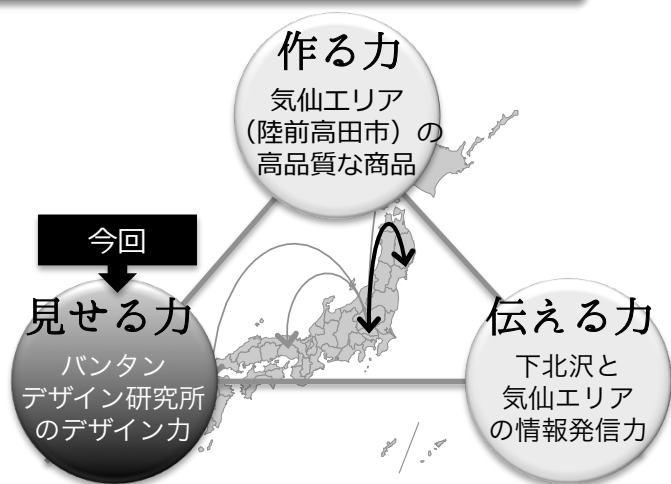 作る力
気仙エリア
（陸前高田市）の
高品質な商品
今回
見せる力
バンタン
デザイン研究所
のデザイン力
伝える力
下北沢と
気仙エリア
の情報発信力